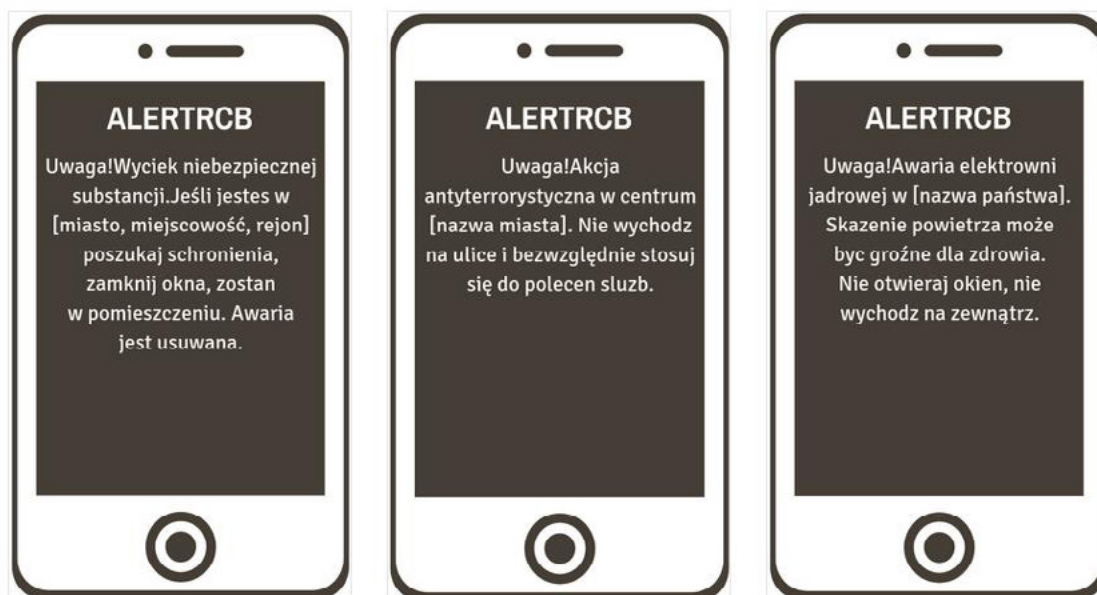 ALERTRCB
Uwaga!Wyciek niebezpiecznej
substancji.Jeśli jestes w
[miasto, miejscowość, rejon]
poszukaj schronienia,
zamknij okna, zostan
w pomieszczeniu. Awaria
jest usuwana.
ALERTRCB
Uwaga!Akcja
antyterrorystyczna w centrum
[nazwa miasta]. Nie wychodz
na ulice i bezwzględnie stosuj
się do polecen sluzb.
ALERTRCB
Uwaga!Awaria elektrowni
jadrowej w [nazwa państwa].
Skazenie powietrza może
byc groźne dla zdrowia.
Nie otwieraj okien, nie
wychodz na zewnątrz.